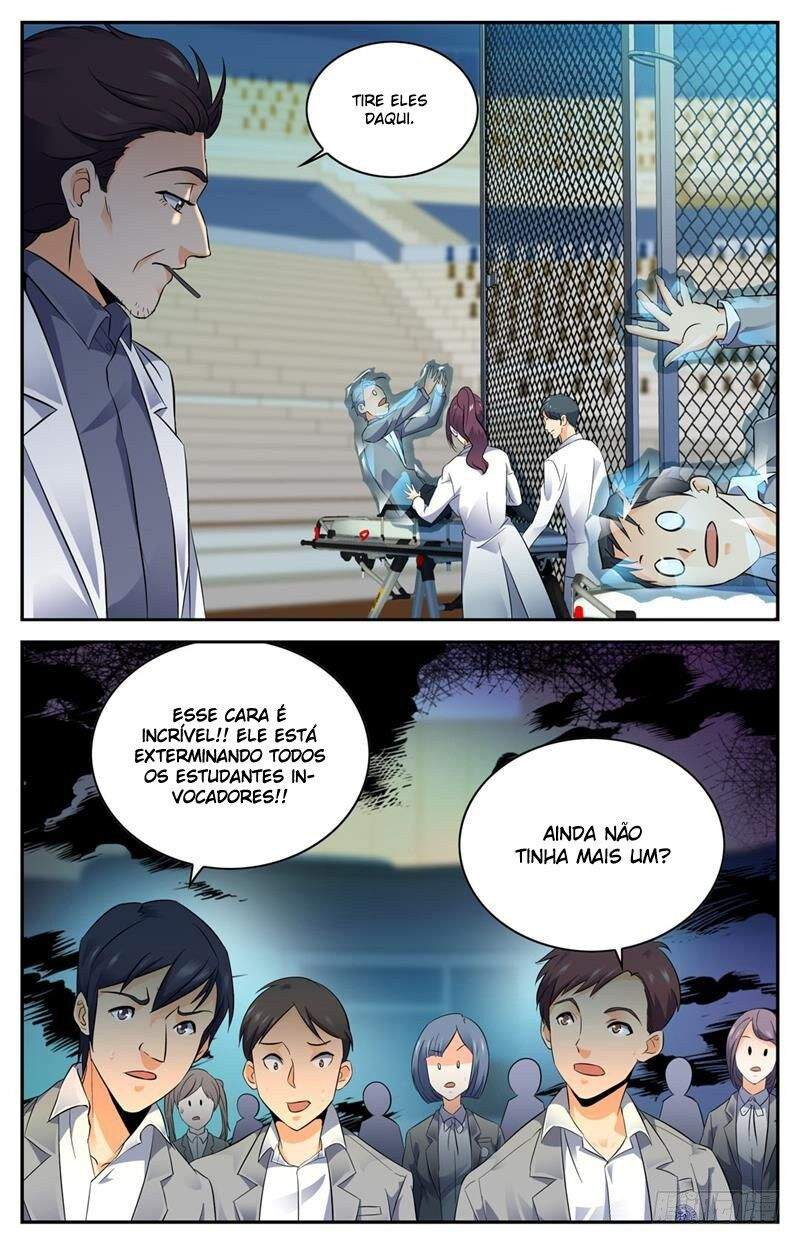 TIRE ELES
DAQUI.
ESSE CARA É
INCRÍVEL!! ELE ESTÁ
EXTERMINANDO TODOS
OS ESTUDANTES IN-
VOCADORES!!
AINDA NÃO
TINHA MAIS UM?